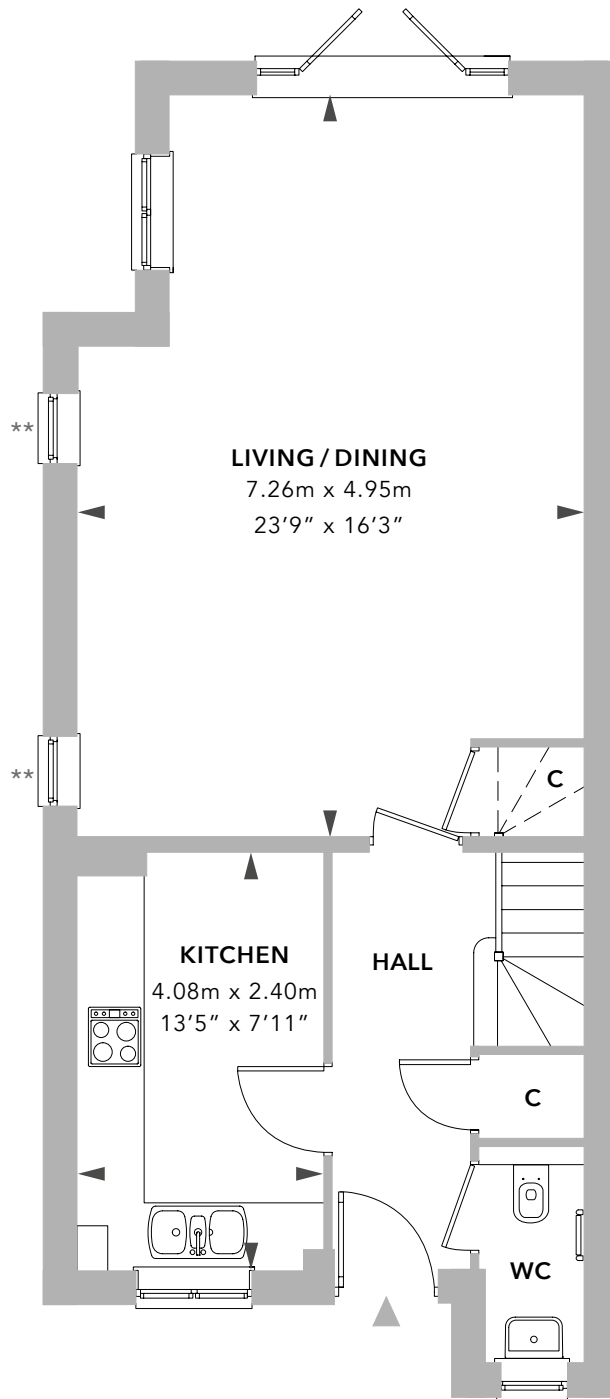 **
LIVING / DINING
7.26m x 4.95m
23’9” x 16’3”
**
C
KITCHEN
4.08m x 2.40m
13’5” x 7’11”
HALL
C
WC